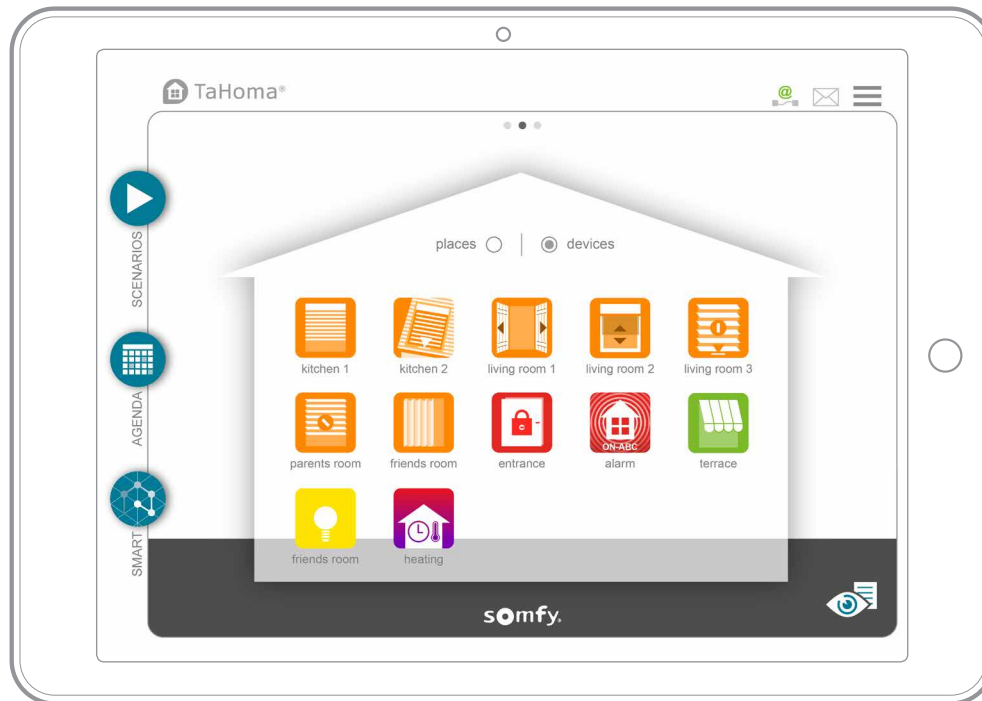 TaHoma®
@
places
devices
SCENARIOS
kitchen 1
kitchen 2
living room 1
living room 2
living room 3
AGENDA
ON-ABC
parents room
friends room
entrance
alarm
terrace
SMART
friends room
heating
somfy.